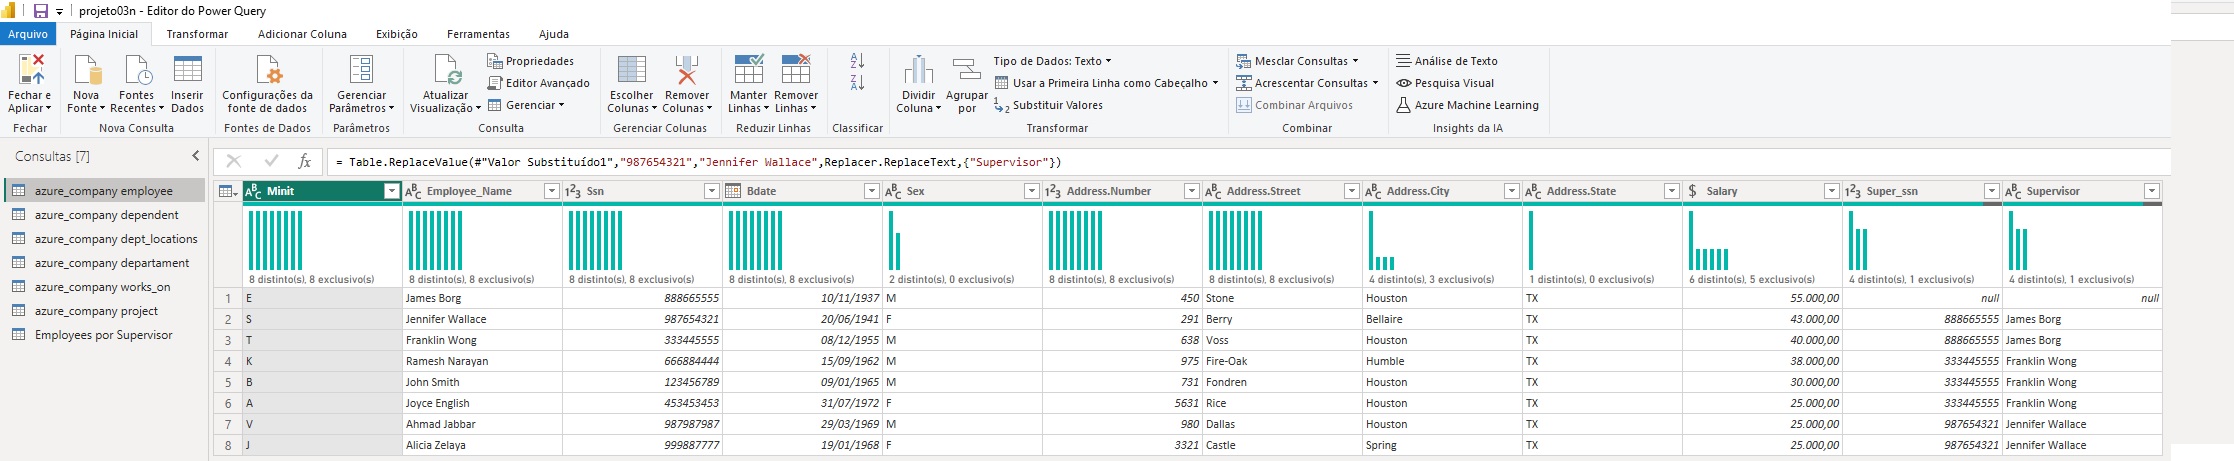 projeto03n - Editor do Power Query
Arquivo Página Inicial Transformar Adicionar Coluna Exibição Ferramentas Ajuda
Fechar e Aplicar
Fechar
Nova Fonte
Fontes Recentes
Inserir Dados
Nova Consulta
Configurações da fonte de dados
Fontes de Dados
Gerenciar Parâmetros
Parâmetros
Atualizar Visualização
Propriedades
Editor Avançado
Gerenciar
Consulta
Escolher Colunas
Remover Colunas
Gerenciar Colunas
Manter Linhas
Remover Linhas
Reduzir Linhas
Classificar
Dividir Coluna
Agrupar por
Tipo de Dados: Texto
Usar a Primeira Linha como Cabeçalho
Substituir Valores
Transformar
Mesclar Consultas
Acrescentar Consultas
Combinar Arquivos
Combinar
Análise de Texto
Pesquisa Visual
Azure Machine Learning
Insights da IA
Consultas [7]
azure_company employee
azure_company dependent
azure_company dept_locations
azure_company departament
azure_company works_on
azure_company project
Employees por Supervisor
fx = Table.ReplaceValue(#"Valor Substituído1","987654321","Jennifer Wallace",Replacer.ReplaceText,{"Supervisor"})
Minit Employee_Name Ssn Bdate Sex Address.Number Address.Street Address.City Address.State Salary Super_ssn Supervisor
8 distinto(s), 8 exclusivo(s) 8 distinto(s), 8 exclusivo(s) 8 distinto(s), 8 exclusivo(s) 8 distinto(s), 8 exclusivo(s) 2 distinto(s), 0 exclusivo(s) 8 distinto(s), 8 exclusivo(s) 8 distinto(s), 8 exclusivo(s) 4 distinto(s), 3 exclusivo(s) 1 distinto(s), 0 exclusivo(s) 6 distinto(s), 5 exclusivo(s) 4 distinto(s), 1 exclusivo(s) 4 distinto(s), 1 exclusivo(s)
1 E James Borg 888665555 10/11/1937 M 450 Stone Houston TX 55.000,00 null null
2 S Jennifer Wallace 987654321 20/06/1941 F 291 Berry Bellaire TX 43.000,00 888665555 James Borg
3 T Franklin Wong 333445555 08/12/1955 M 638 Voss Houston TX 40.000,00 888665555 James Borg
4 K Ramesh Narayan 666884444 15/09/1962 M 975 Fire-Oak Humble TX 38.000,00 333445555 Franklin Wong
5 B John Smith 123456789 09/01/1965 M 731 Fondren Houston TX 30.000,00 333445555 Franklin Wong
6 A Joyce English 453453453 31/07/1972 F 5631 Rice Houston TX 25.000,00 333445555 Franklin Wong
7 V Ahmad Jabbar 987987987 29/03/1969 M 980 Dallas Houston TX 25.000,00 987654321 Jennifer Wallace
8 J Alicia Zelaya 999887777 19/01/1968 F 3321 Castle Spring TX 25.000,00 987654321 Jennifer Wallace